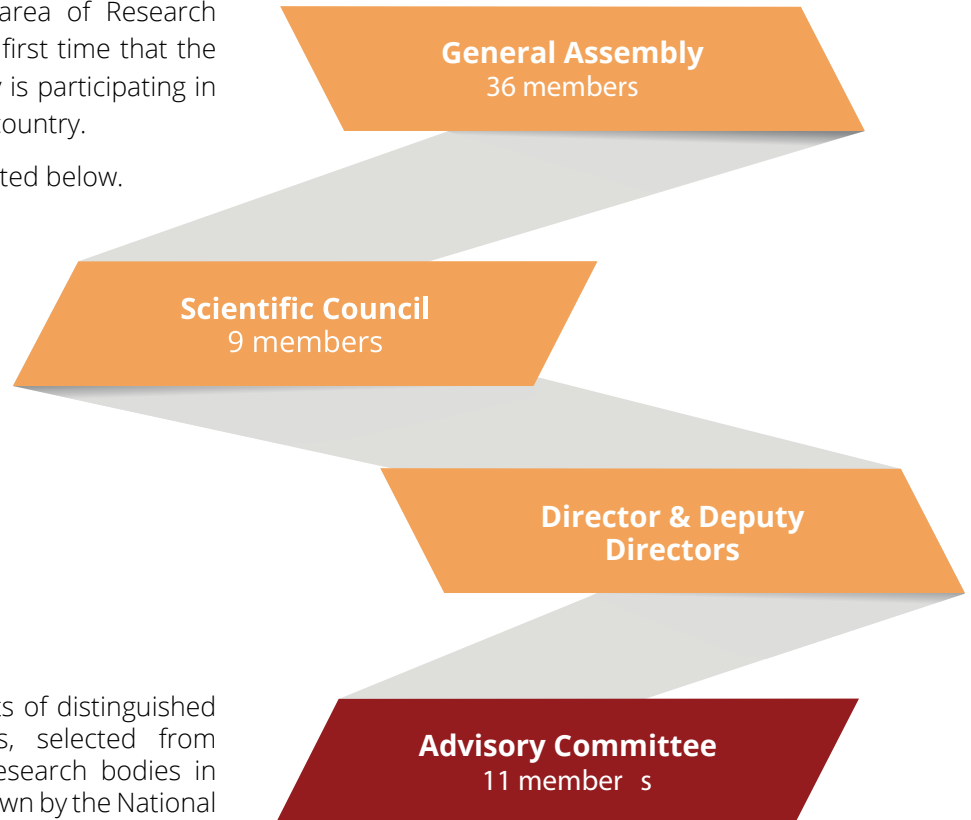 area of Research
first time that the
is participating in
country.
ted below.
General Assembly
36 members
Scientific Council
9 members
Director & Deputy
Directors
Advisory Committee
11 member s
s of distinguished
s, selected from
esearch bodies in
wn by the National